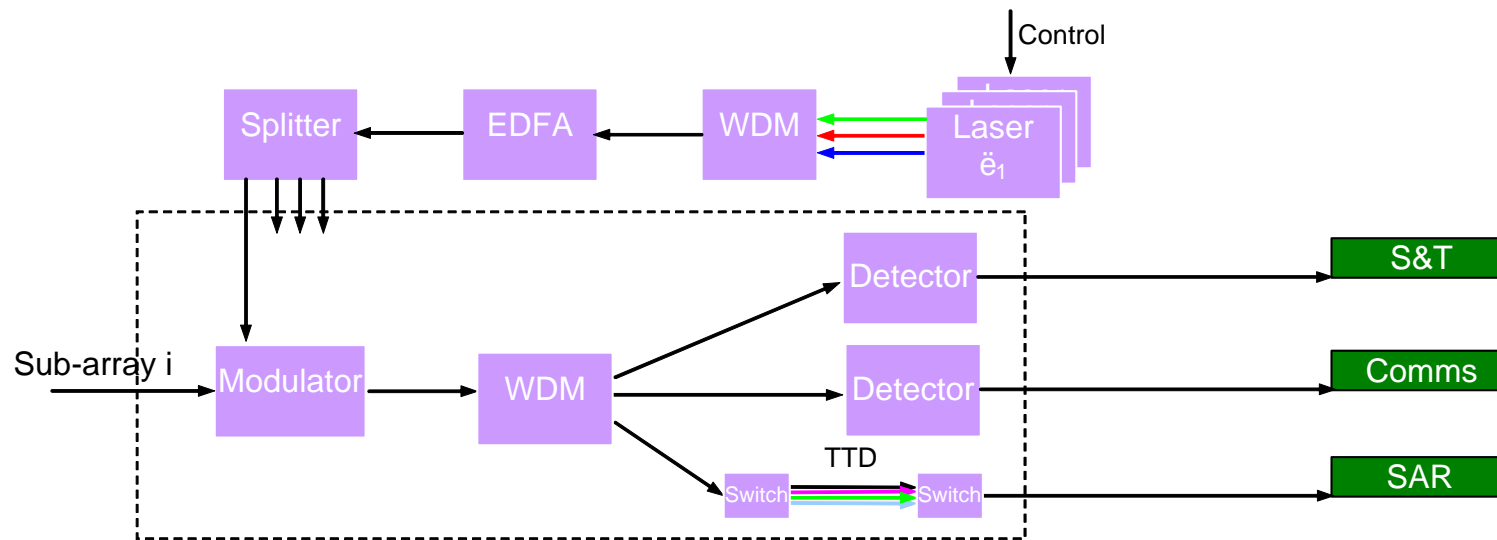 Control
Splitter
EDFA
WDM
Laser
ë₁
S&T
Detector
Sub-array i
Modulator
WDM
Detector
Comms
TTD
Switch
Switch
SAR